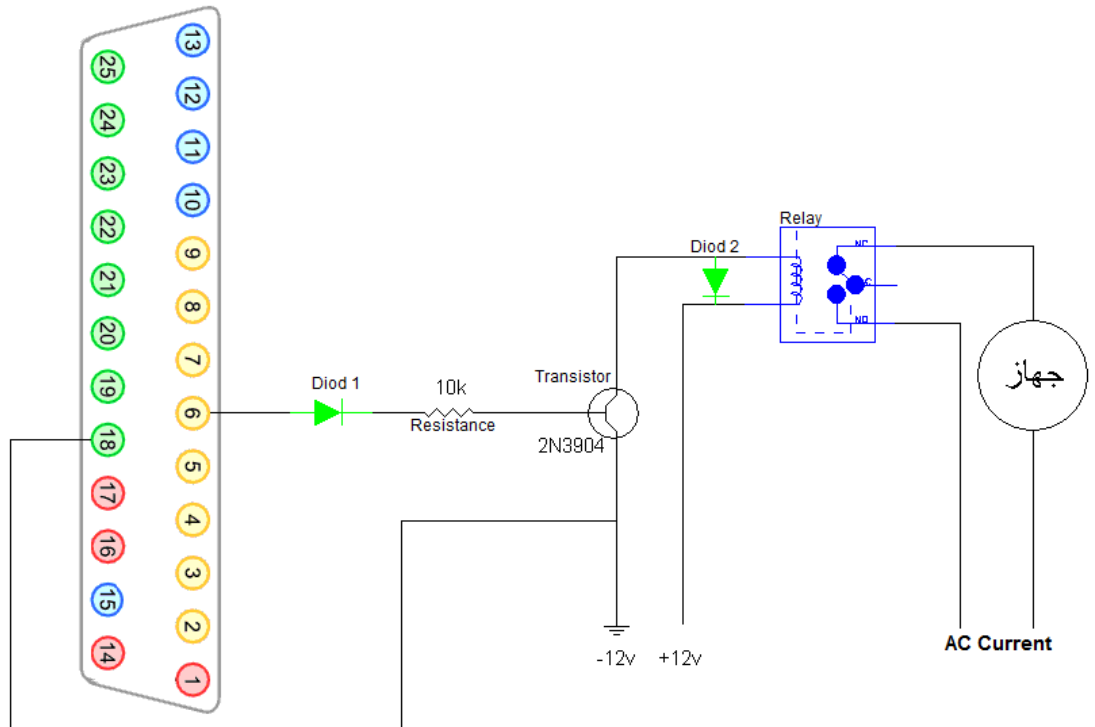 13
25
12
24
11
23
10
22
9
21
8
20
7
19
6
18
5
17
4
16
3
15
2
14
1
Diod 1
10k
Resistance
Transistor
2N3904
Diod 2
Relay
NC
C
NO
جهاز
-12v
+12v
AC Current